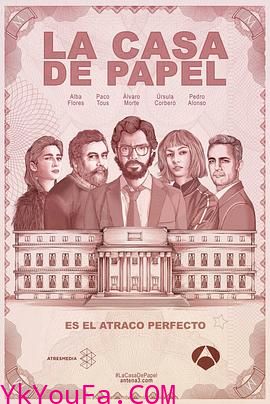 LA CASA
DE PAPEL
Alba Paco Álvaro Úrsula Pedro
Flores Tous Morte Corberó Alonso
ES EL ATRACO PERFECTO
ATRESMEDIA
#LaCasaDePapel
antena3.com
YkYouFa.COM